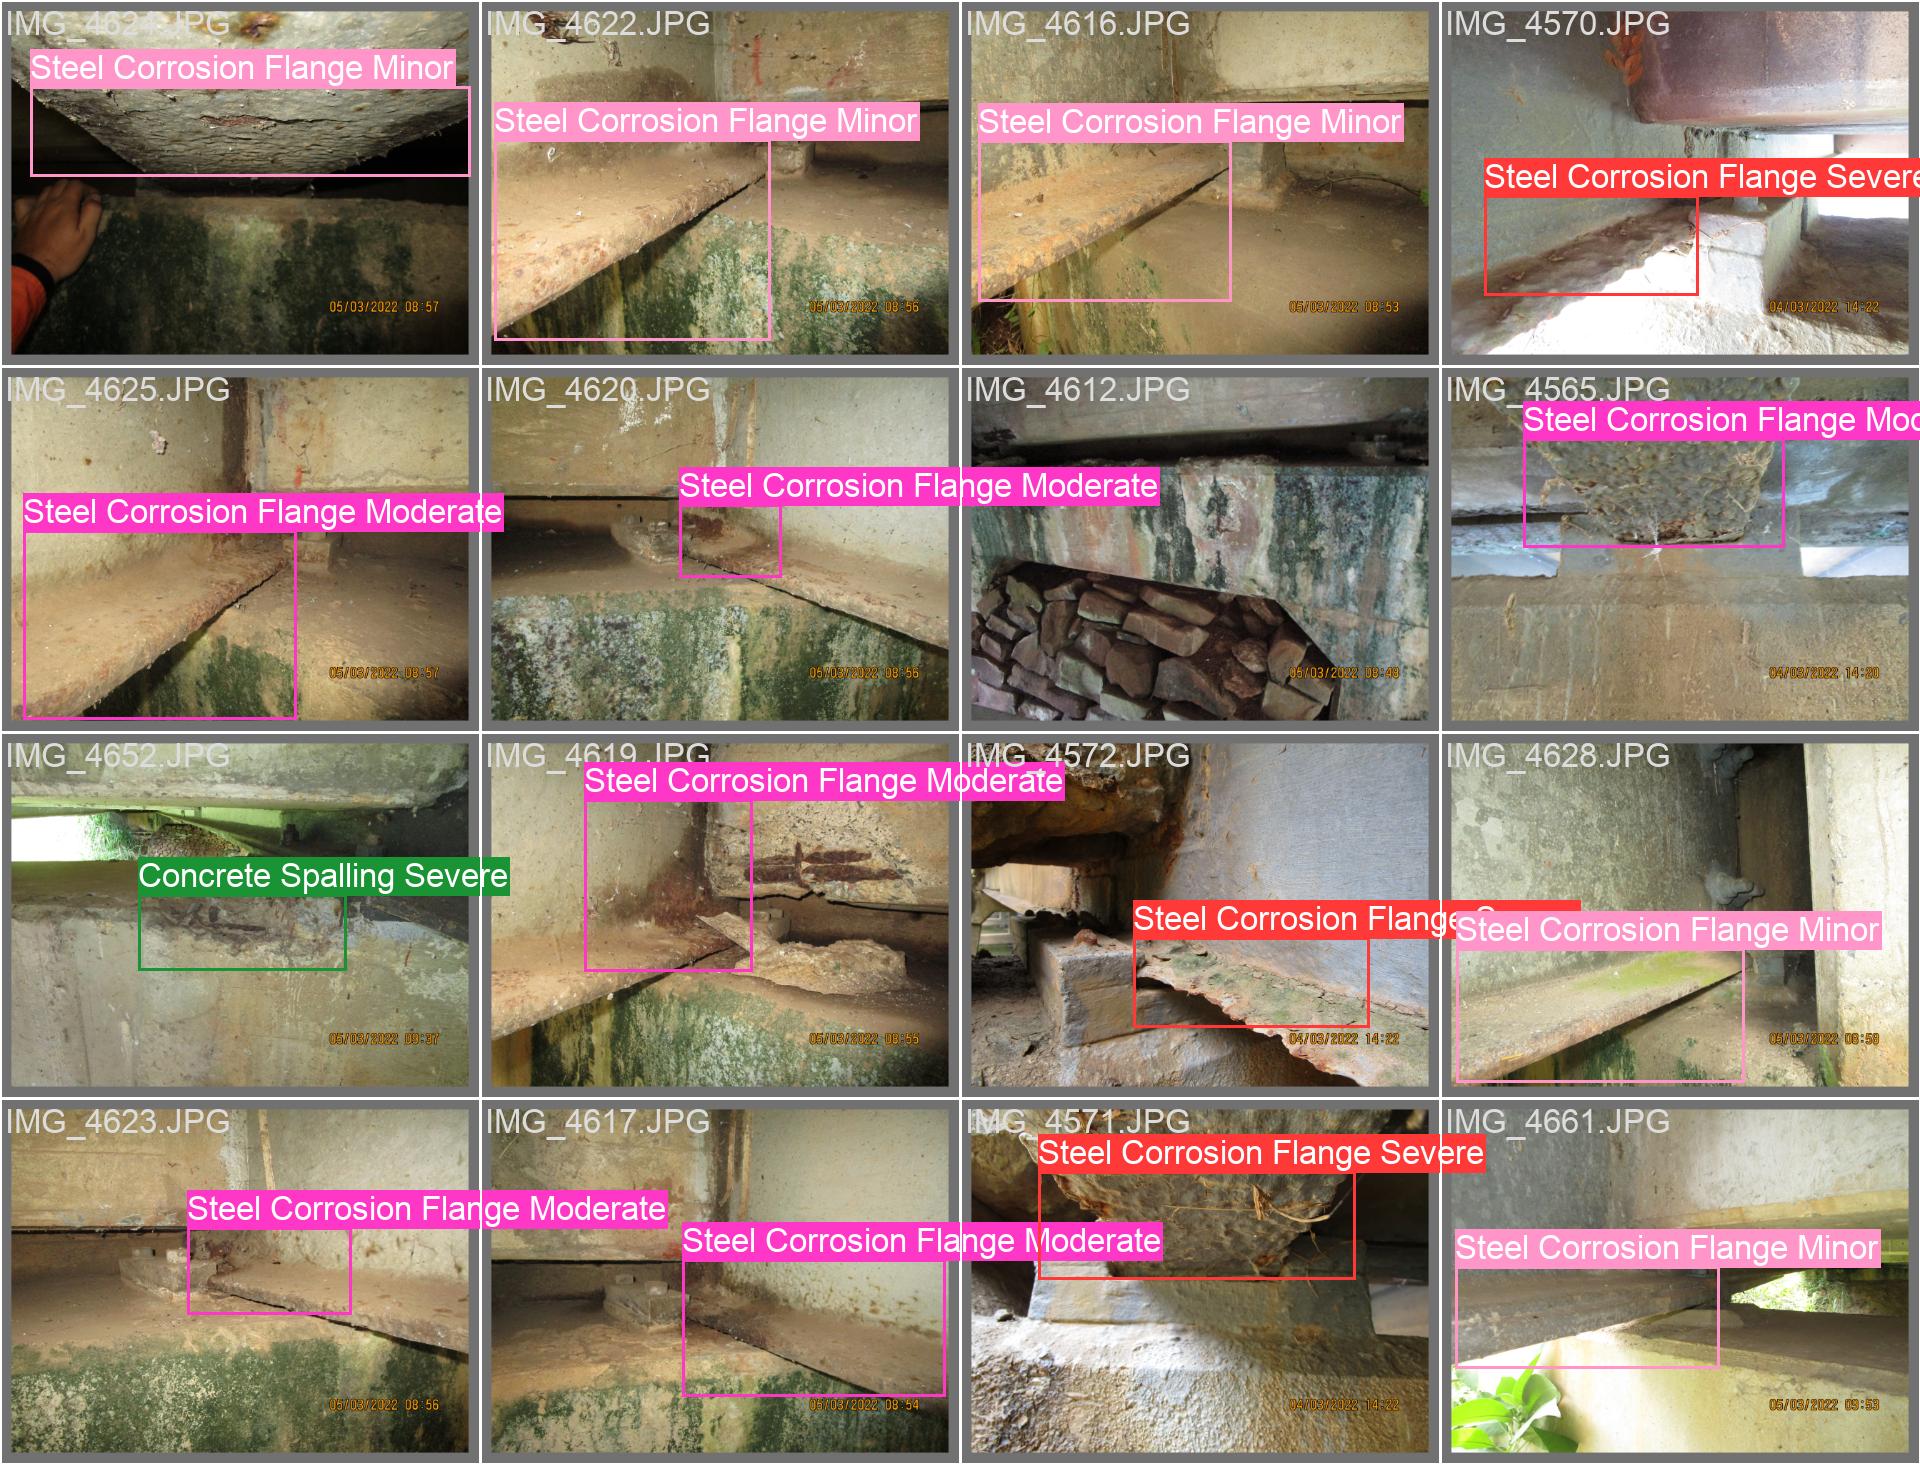 IMG_4624.JPG
Steel Corrosion Flange Minor
05/03/2022 08:57
IMG_4622.JPG
Steel Corrosion Flange Minor
05/03/2022 08:56
IMG_4616.JPG
Steel Corrosion Flange Minor
05/03/2022 08:53
IMG_4570.JPG
Steel Corrosion Flange Severe
04/03/2022 14:22
IMG_4625.JPG
Steel Corrosion Flange Moderate
05/03/2022 08:57
IMG_4620.JPG
Steel Corrosion Flange Moderate
05/03/2022 08:56
IMG_4612.JPG
05/03/2022 08:48
IMG_4565.JPG
Steel Corrosion Flange Mod
04/03/2022 14:20
IMG_4652.JPG
Concrete Spalling Severe
05/03/2022 09:37
IMG_4619.JPG
Steel Corrosion Flange Moderate
05/03/2022 08:55
IMG_4572.JPG
Steel Corrosion Flange
04/03/2022 14:22
IMG_4628.JPG
Steel Corrosion Flange Minor
05/03/2022 08:58
IMG_4623.JPG
Steel Corrosion Flange Moderate
05/03/2022 08:56
IMG_4617.JPG
Steel Corrosion Flange Moderate
05/03/2022 08:54
IMG_4571.JPG
Steel Corrosion Flange Severe
04/03/2022 14:22
IMG_4661.JPG
Steel Corrosion Flange Minor
05/03/2022 09:53